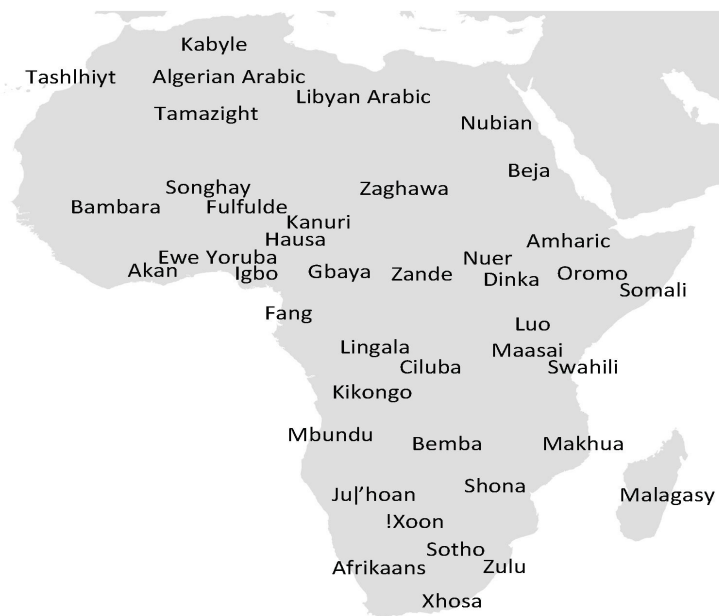 Kabyle
Tashlhiyt
Algerian Arabic
Libyan Arabic
Tamazight
Nubian
Beja
Songhay
Zaghawa
Bambara
Fulfulde
Kanuri
Hausa
Amharic
Ewe Yoruba
Nuer
Akan
Igbo
Gbaya
Zande
Dinka
Oromo
Somali
Fang
Luo
Lingala
Maasai
Ciluba
Swahili
Kikongo
Mbundu
Bemba
Makhua
Shona
Ju|’hoan
Malagasy
!Xoon
Sotho
Afrikaans
Zulu
Xhosa